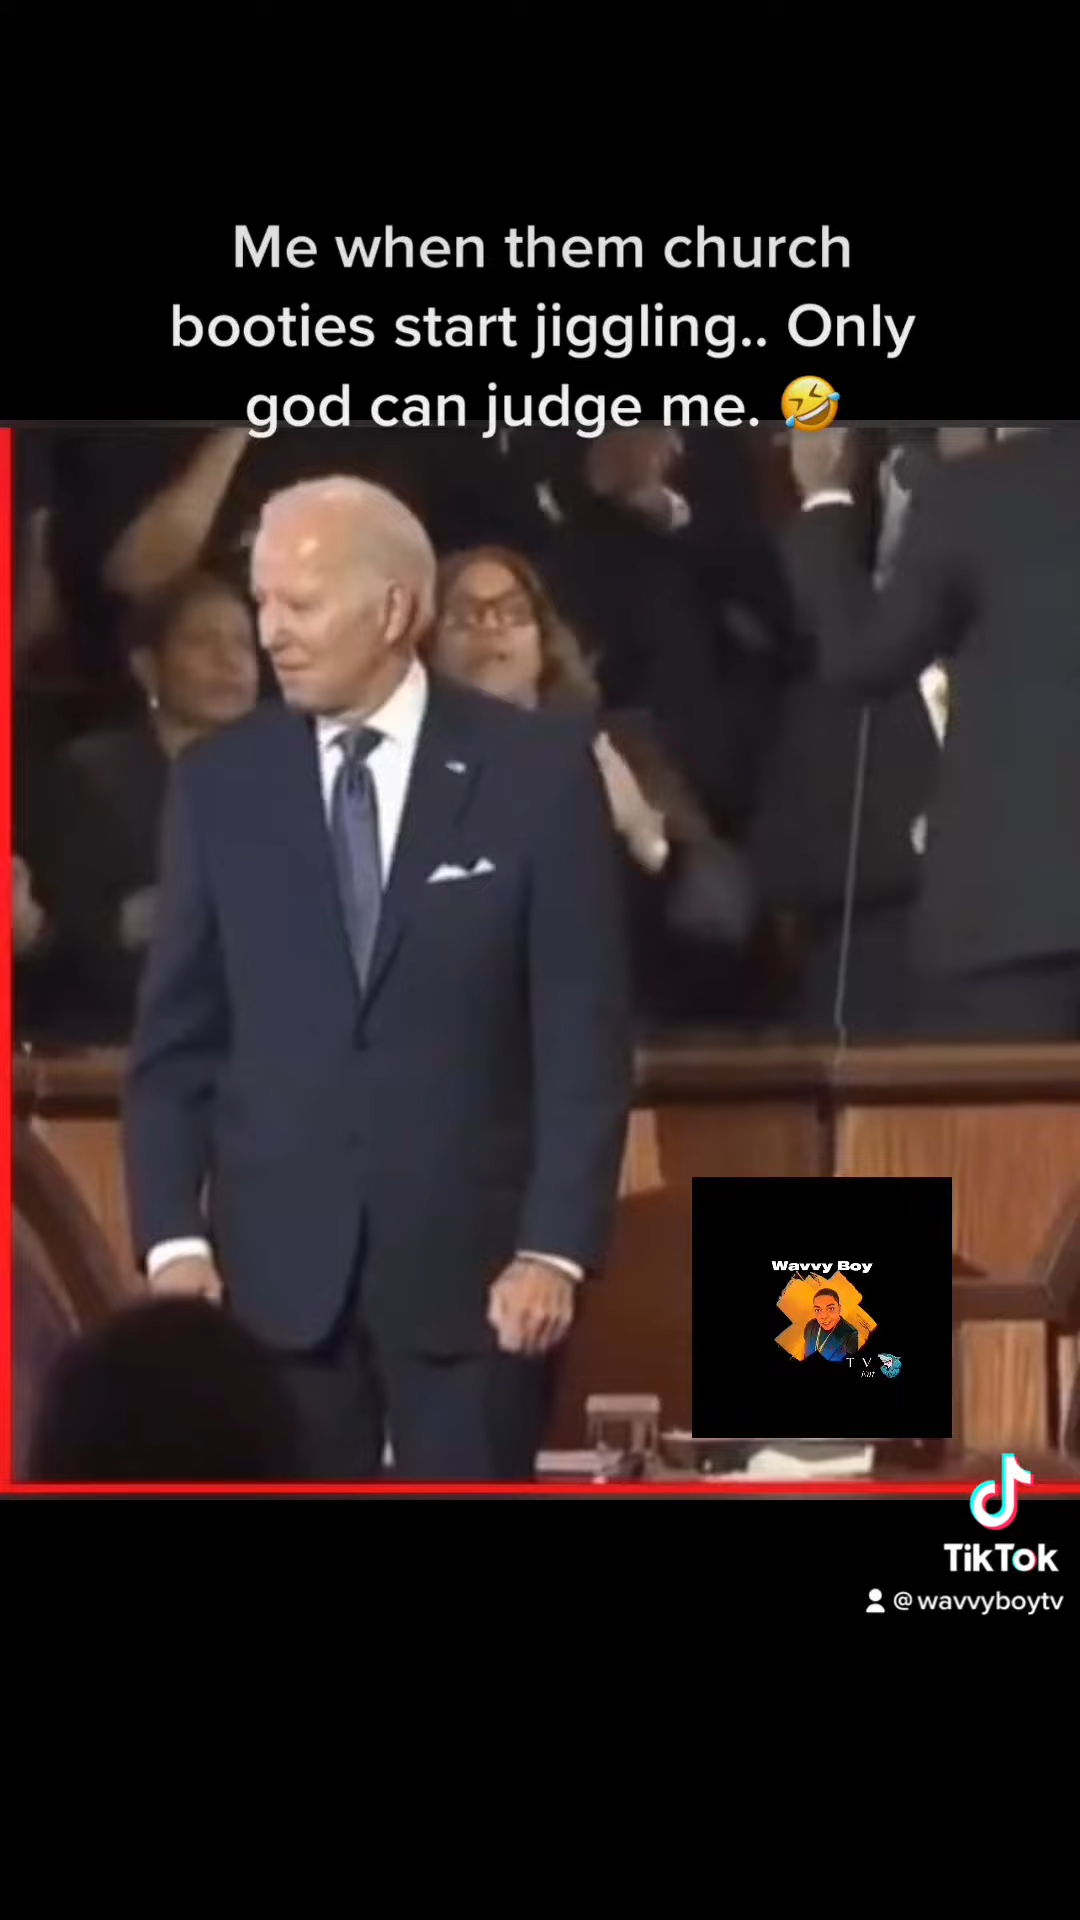 Me when them church
booties start jiggling.. Only
god can judge me. 🤣
Wavvy Boy
TV
TikTok
@wavvyboytv